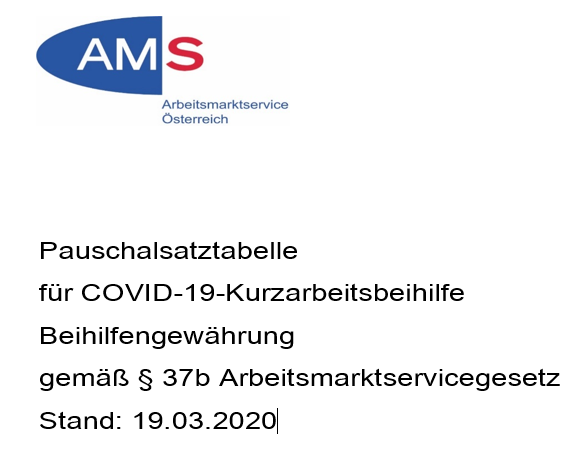 AMS
Arbeitsmarktservice
Österreich
Pauschalsatztabelle
für COVID-19-Kurzarbeitsbeihilfe
Beihilfengewährung
gemäß § 37b Arbeitsmarktservicegesetz
Stand: 19.03.2020